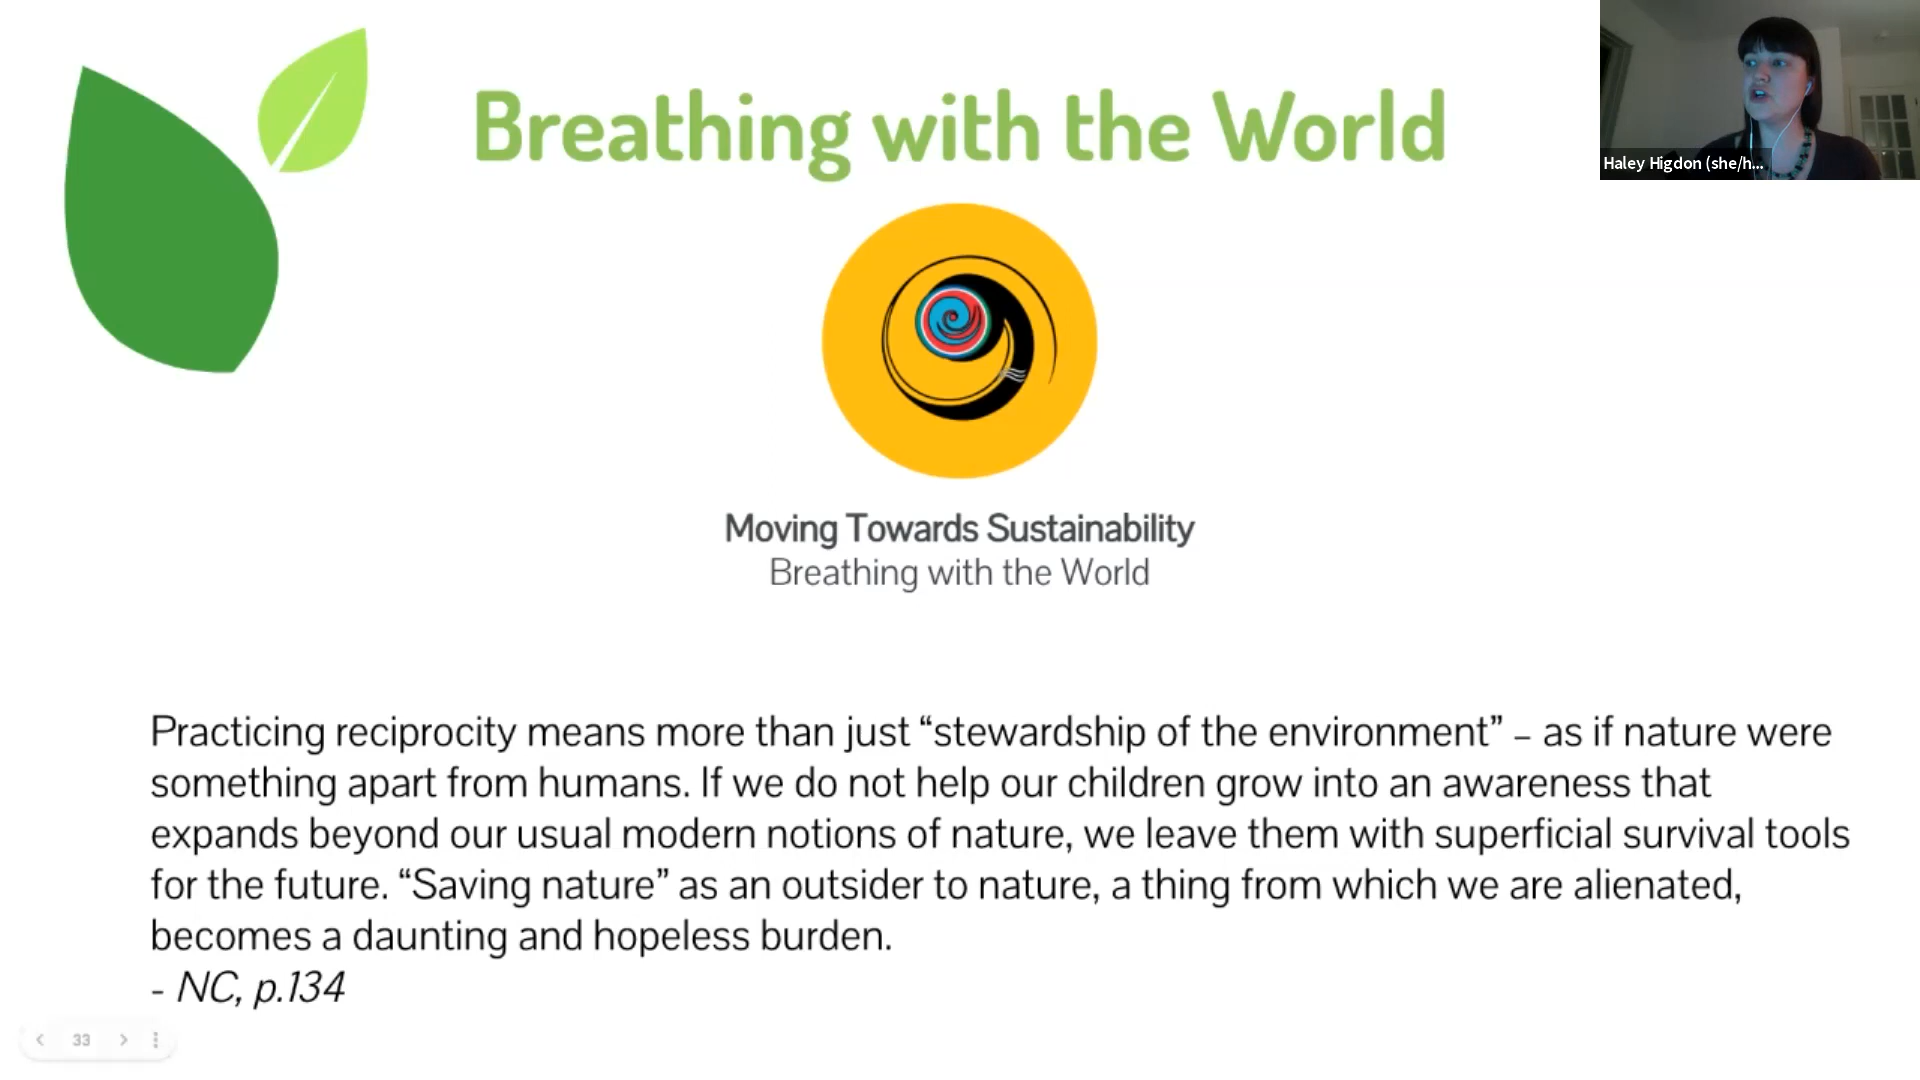 Breathing with the World
Haley Higdon (she/h...
Moving Towards Sustainability
Breathing with the World
Practicing reciprocity means more than just “stewardship of the environment” – as if nature were
something apart from humans. If we do not help our children grow into an awareness that
expands beyond our usual modern notions of nature, we leave them with superficial survival tools
for the future. “Saving nature” as an outsider to nature, a thing from which we are alienated,
becomes a daunting and hopeless burden.
- NC, p.134
33